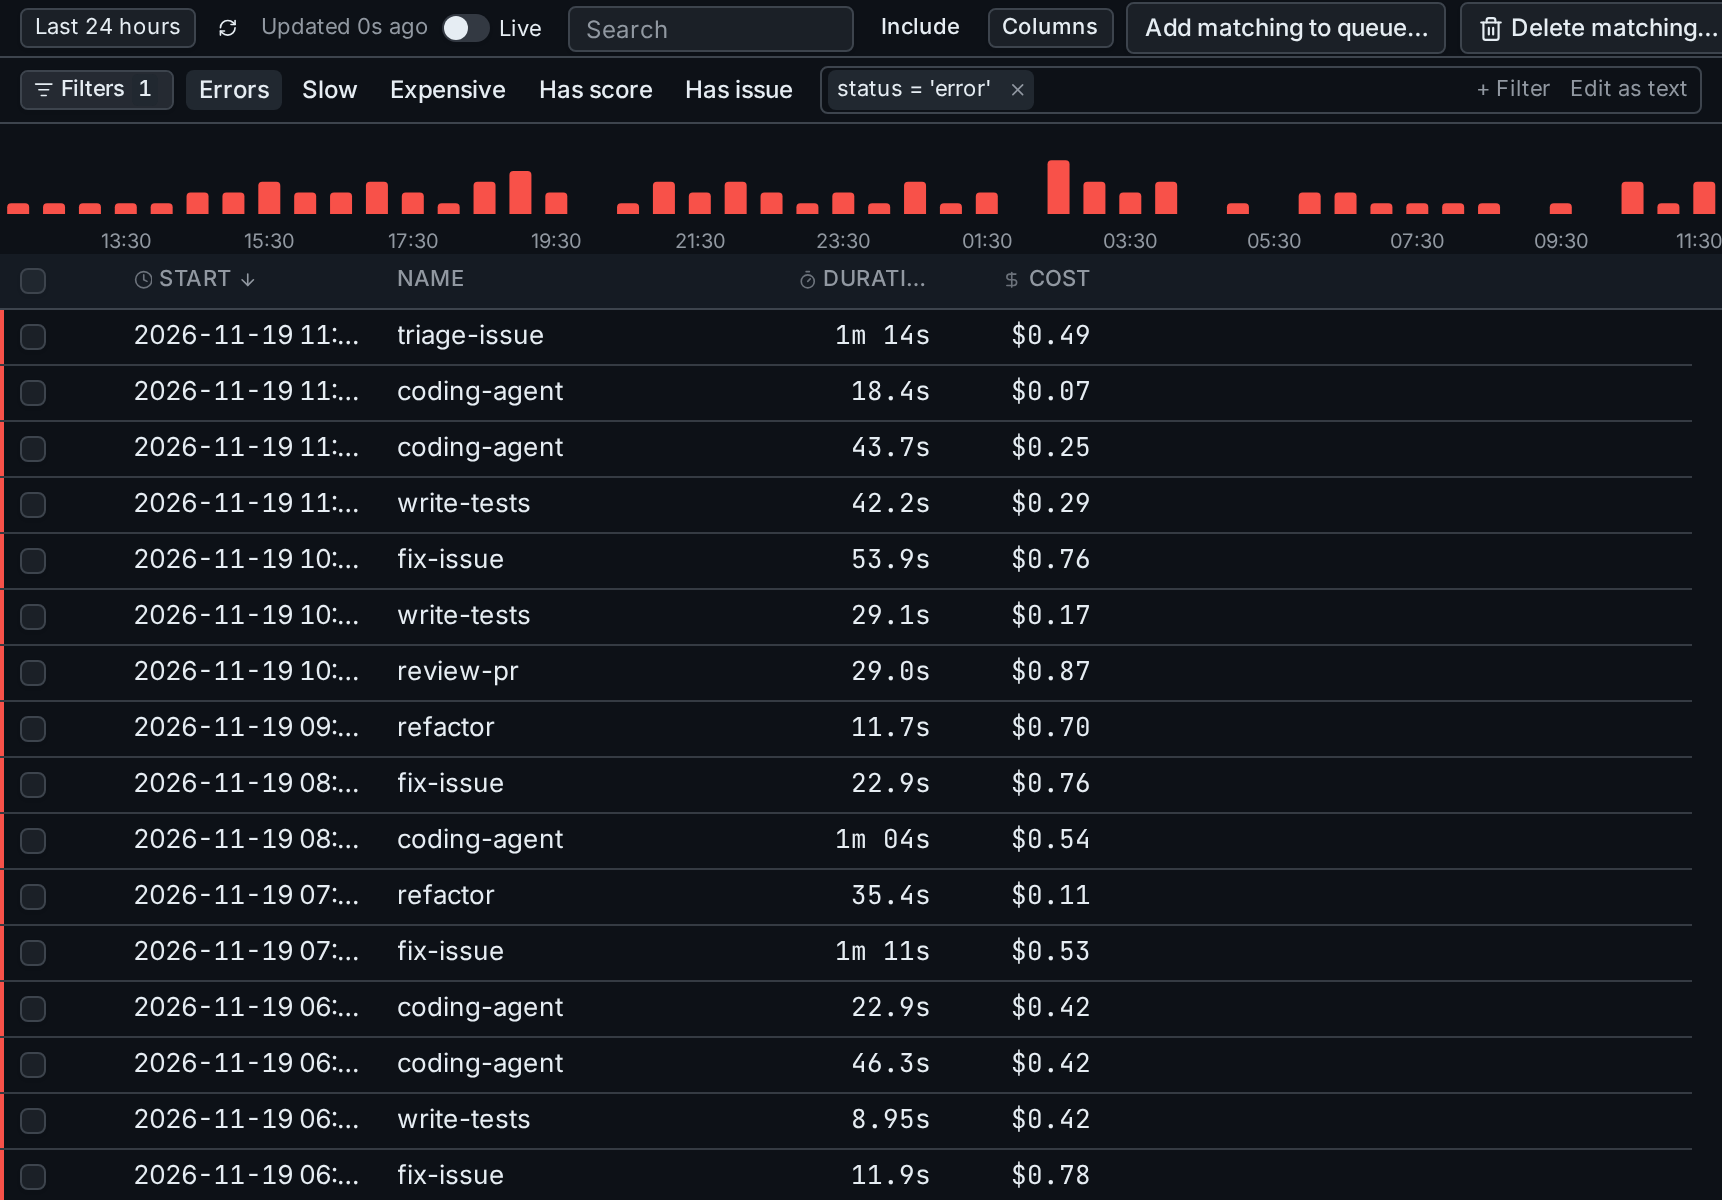 Last 24 hours Updated 0s ago Live Search Include Columns Add matching to queue... Delete matching...
Filters 1 Errors Slow Expensive Has score Has issue status = 'error' × + Filter Edit as text
13:30 15:30 17:30 19:30 21:30 23:30 01:30 03:30 05:30 07:30 09:30 11:30
START ↓ NAME DURATI... $ COST
2026-11-19 11:... triage-issue 1m 14s $0.49
2026-11-19 11:... coding-agent 18.4s $0.07
2026-11-19 11:... coding-agent 43.7s $0.25
2026-11-19 11:... write-tests 42.2s $0.29
2026-11-19 10:... fix-issue 53.9s $0.76
2026-11-19 10:... write-tests 29.1s $0.17
2026-11-19 10:... review-pr 29.0s $0.87
2026-11-19 09:... refactor 11.7s $0.70
2026-11-19 08:... fix-issue 22.9s $0.76
2026-11-19 08:... coding-agent 1m 04s $0.54
2026-11-19 07:... refactor 35.4s $0.11
2026-11-19 07:... fix-issue 1m 11s $0.53
2026-11-19 06:... coding-agent 22.9s $0.42
2026-11-19 06:... coding-agent 46.3s $0.42
2026-11-19 06:... write-tests 8.95s $0.42
2026-11-19 06:... fix-issue 11.9s $0.78